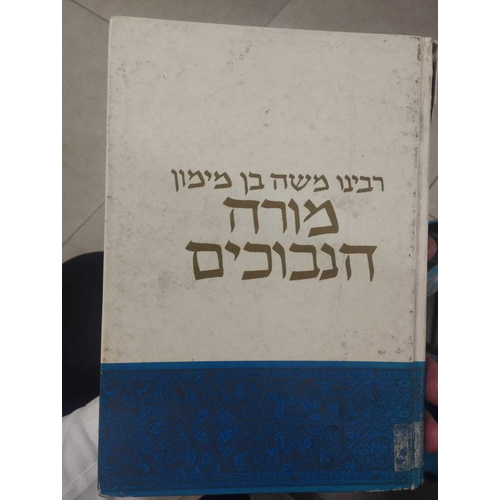 רבינו משה בן מימון
מורה
הנבוכים